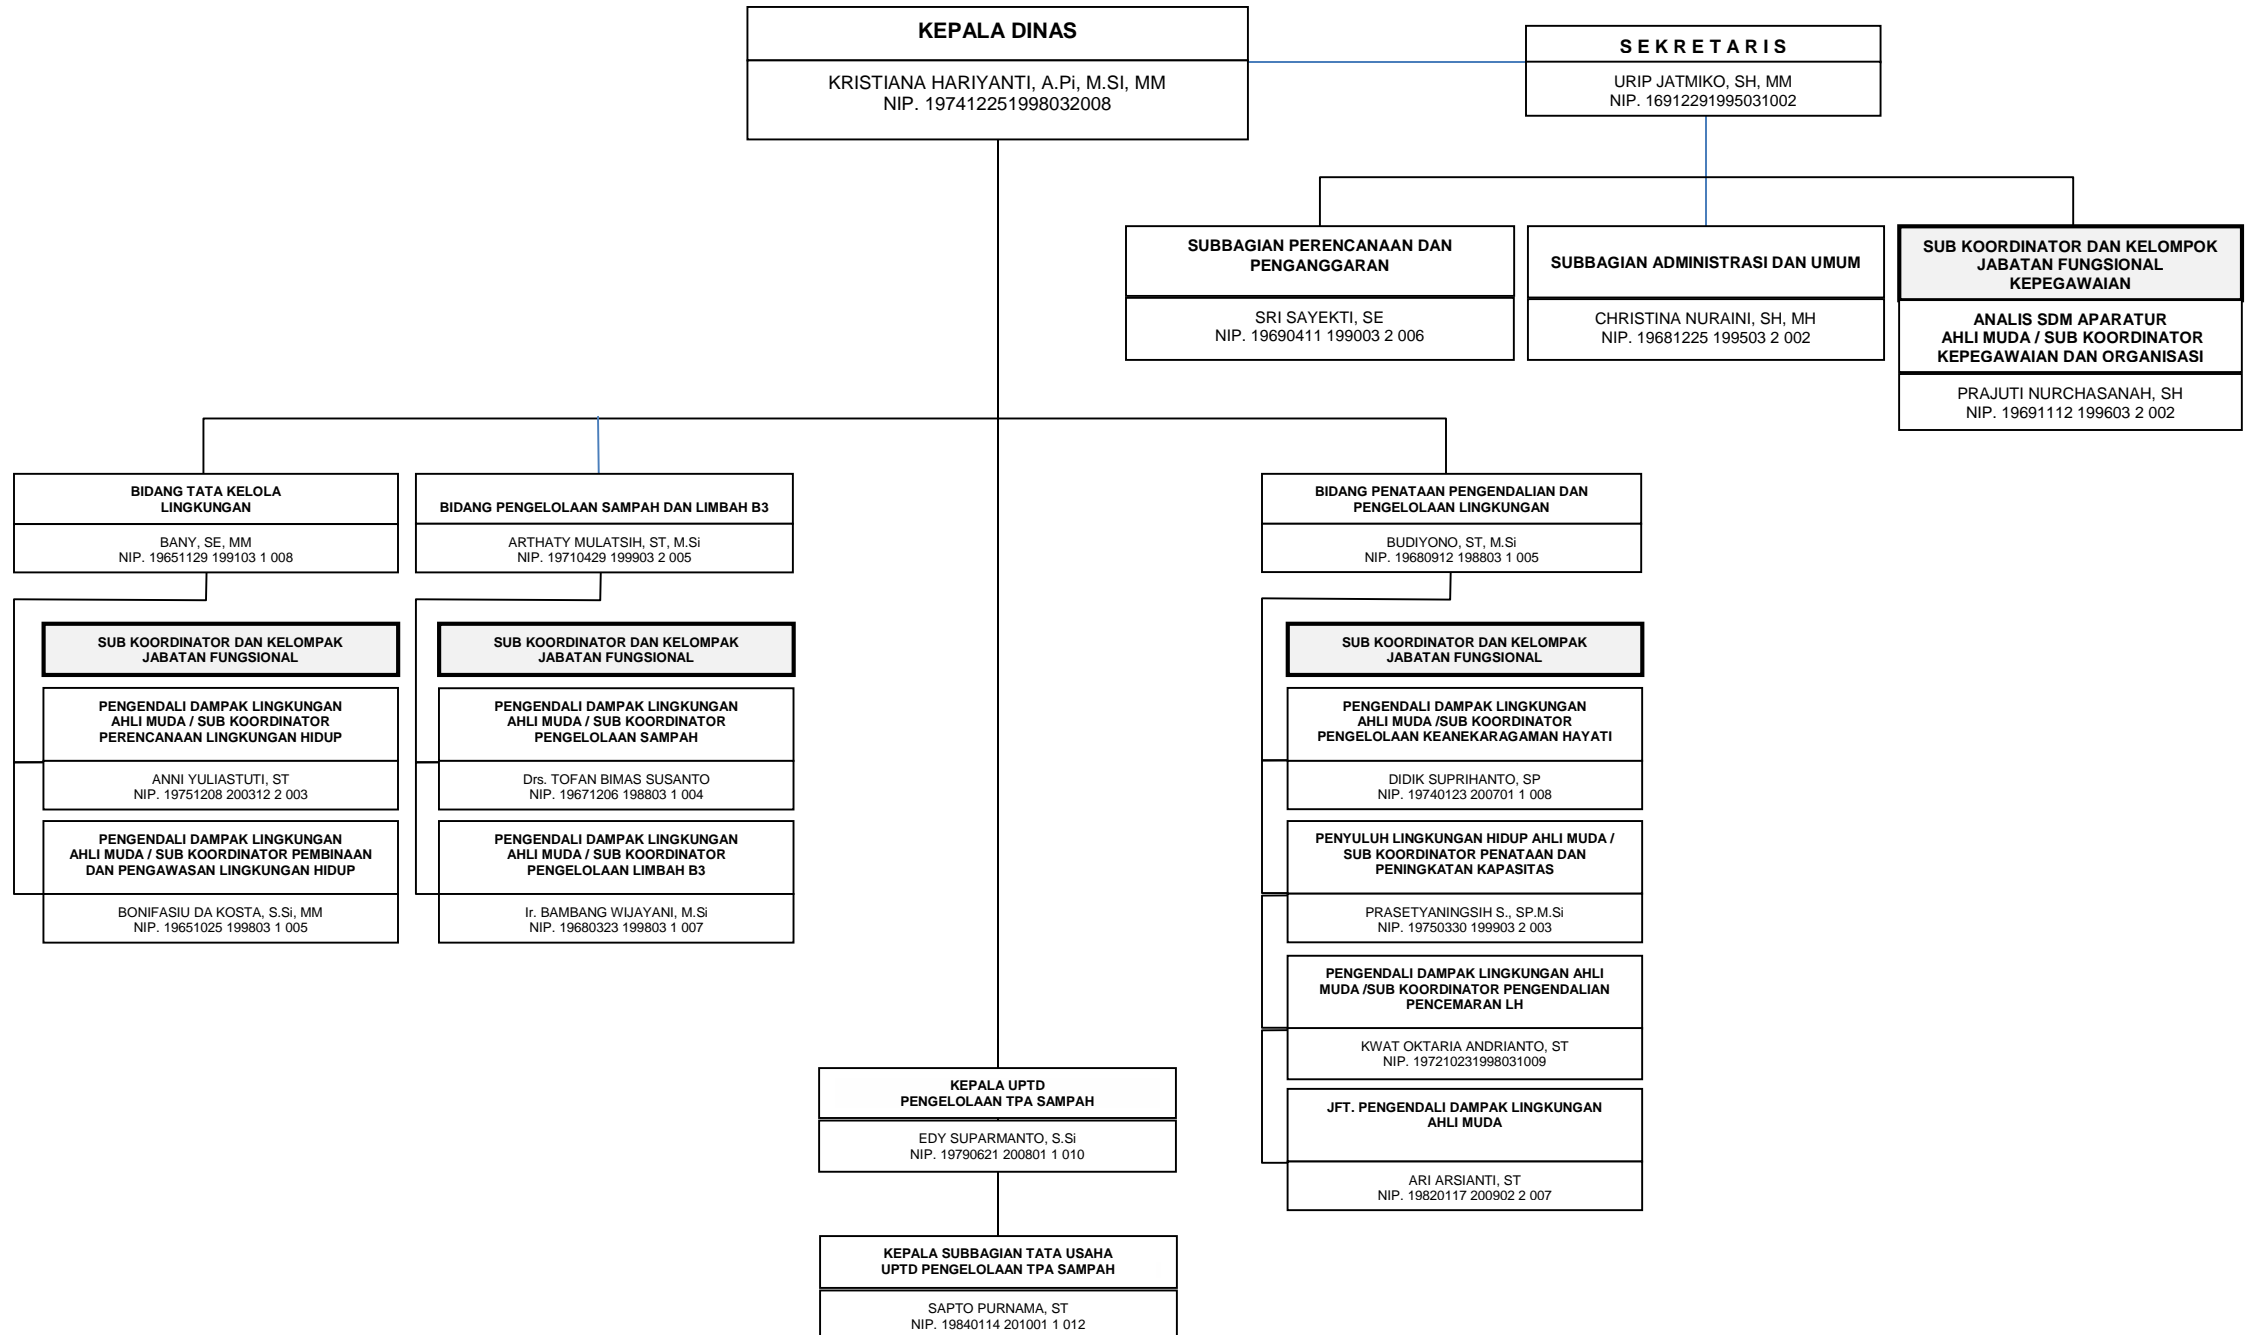 KEPALA DINAS
KRISTIANA HARIYANTI, A.Pi, M.SI, MM
NIP. 197412251998032008
S E K R E T A R I S
URIP JATMIKO, SH, MM
NIP. 16912291995031002
SUBBAGIAN PERENCANAAN DAN
PENGANGGARAN
SRI SAYEKTI, SE
NIP. 19690411 199003 2 006
SUBBAGIAN ADMINISTRASI DAN UMUM
CHRISTINA NURAINI, SH, MH
NIP. 19681225 199503 2 002
SUB KOORDINATOR DAN KELOMPOK
JABATAN FUNGSIONAL
KEPEGAWAIAN
ANALIS SDM APARATUR
AHLI MUDA / SUB KOORDINATOR
KEPEGAWAIAN DAN ORGANISASI
PRAJUTI NURCHASANAH, SH
NIP. 19691112 199603 2 002
BIDANG TATA KELOLA
LINGKUNGAN
BANY, SE, MM
NIP. 19651129 199103 1 008
SUB KOORDINATOR DAN KELOMPAK
JABATAN FUNGSIONAL
PENGENDALI DAMPAK LINGKUNGAN
AHLI MUDA / SUB KOORDINATOR
PERENCANAAN LINGKUNGAN HIDUP
ANNI YULIASTUTI, ST
NIP. 19751208 200312 2 003
PENGENDALI DAMPAK LINGKUNGAN
AHLI MUDA / SUB KOORDINATOR PEMBINAAN
DAN PENGAWASAN LINGKUNGAN HIDUP
BONIFASIU DA KOSTA, S.Si, MM
NIP. 19651025 199803 1 005
BIDANG PENGELOLAAN SAMPAH DAN LIMBAH B3
ARTHATY MULATSIH, ST, M.Si
NIP. 19710429 199903 2 005
SUB KOORDINATOR DAN KELOMPAK
JABATAN FUNGSIONAL
PENGENDALI DAMPAK LINGKUNGAN
AHLI MUDA / SUB KOORDINATOR
PENGELOLAAN SAMPAH
Drs. TOFAN BIMAS SUSANTO
NIP. 19671206 198803 1 004
PENGENDALI DAMPAK LINGKUNGAN
AHLI MUDA / SUB KOORDINATOR
PENGELOLAAN LIMBAH B3
Ir. BAMBANG WIJAYANI, M.Si
NIP. 19680323 199803 1 007
BIDANG PENATAAN PENGENDALIAN DAN
PENGELOLAAN LINGKUNGAN
BUDIYONO, ST, M.Si
NIP. 19680912 198803 1 005
SUB KOORDINATOR DAN KELOMPAK
JABATAN FUNGSIONAL
PENGENDALI DAMPAK LINGKUNGAN
AHLI MUDA /SUB KOORDINATOR
PENGELOLAAN KEANEKARAGAMAN HAYATI
DIDIK SUPRIHANTO, SP
NIP. 19740123 200701 1 008
PENYULUH LINGKUNGAN HIDUP AHLI MUDA /
SUB KOORDINATOR PENATAAN DAN
PENINGKATAN KAPASITAS
PRASETYANINGSIH S., SP.M.Si
NIP. 19750330 199903 2 003
PENGENDALI DAMPAK LINGKUNGAN AHLI
MUDA /SUB KOORDINATOR PENGENDALIAN
PENCEMARAN LH
KWAT OKTARIA ANDRIANTO, ST
NIP. 197210231998031009
JFT. PENGENDALI DAMPAK LINGKUNGAN
AHLI MUDA
ARI ARSIANTI, ST
NIP. 19820117 200902 2 007
KEPALA UPTD
PENGELOLAAN TPA SAMPAH
EDY SUPARMANTO, S.Si
NIP. 19790621 200801 1 010
KEPALA SUBBAGIAN TATA USAHA
UPTD PENGELOLAAN TPA SAMPAH
SAPTO PURNAMA, ST
NIP. 19840114 201001 1 012